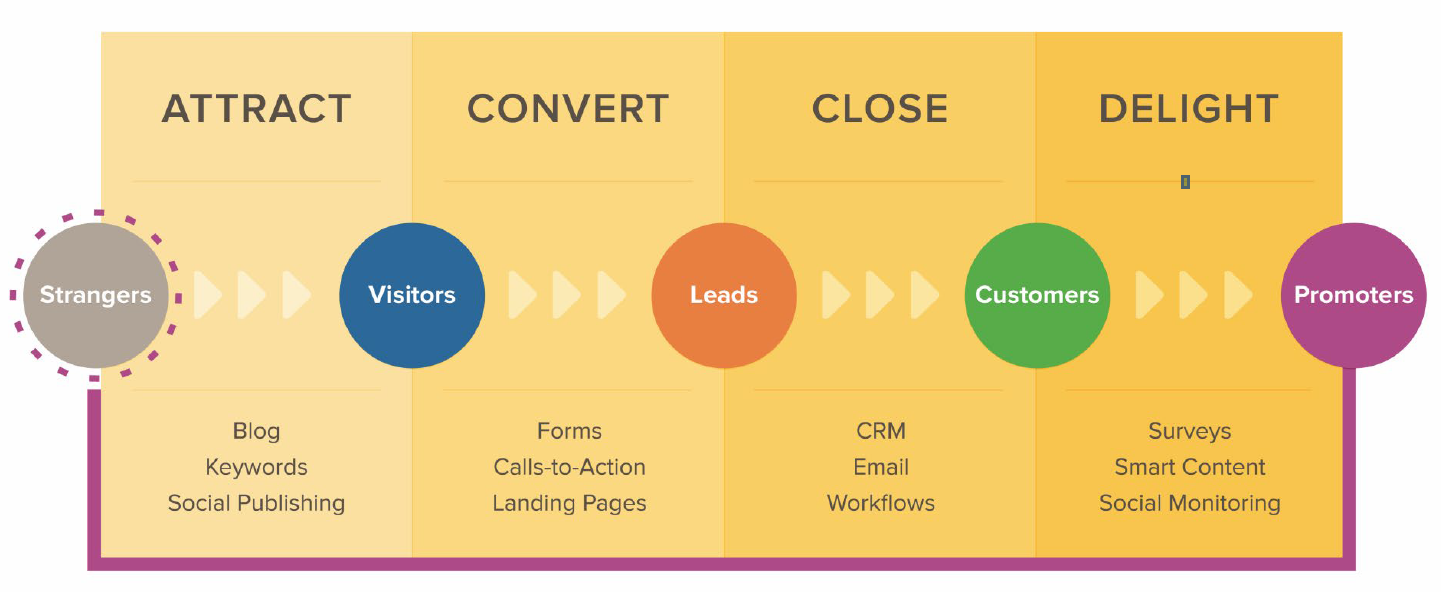 ATTRACT
CONVERT
CLOSE
DELIGHT
Strangers
Visitors
Leads
Customers
Promoters
Blog
Keywords
Social Publishing
Forms
Calls-to-Action
Landing Pages
CRM
Email
Workflows
Surveys
Smart Content
Social Monitoring